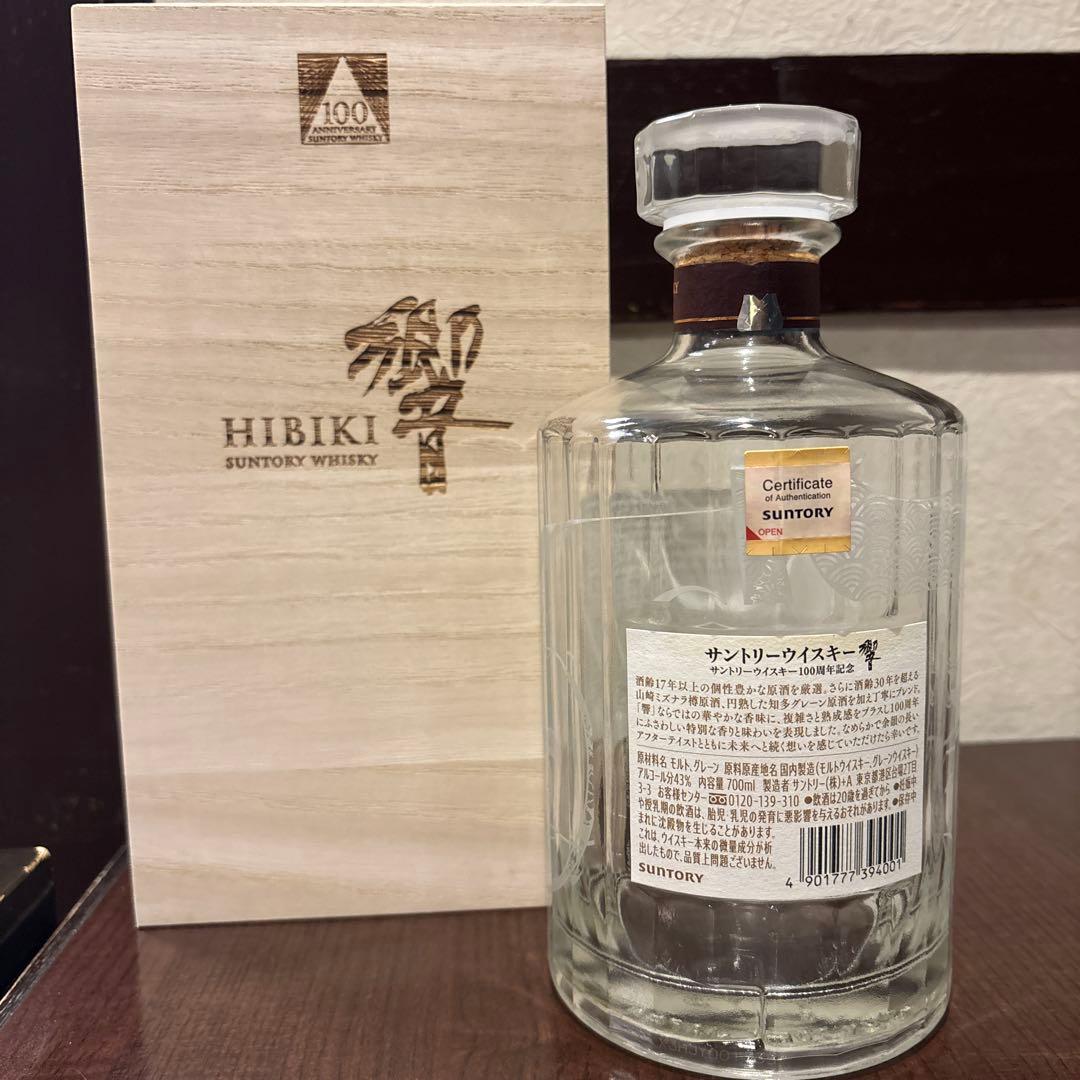 100
ANNIVERSARY
SUNTORY WHISKY
響
HIBIKI
SUNTORY WHISKY
Certificate
of Authentication
SUNTORY
OPEN
サントリーウイスキー 響
サントリーウイスキー100周年記念
酒齢17年以上の個性豊かな原酒を厳選。さらに酒齢30年を超える
山崎ミズナラ樽原酒、円熟した知多グレーン原酒を加え丁寧にブレンド。
「響」ならではの華やかな香味に、複雑さと熟成感をプラスし100周年
にふさわしい特別な香りと味わいを表現しました。なめらかで余韻の長い
アフターテイストとともに未来へと続く想いを感じていただけたら幸いです。
原材料名 モルト、グレーン 原料原産地名 国内製造(モルトウイスキー、グレーンウイスキー)
アルコール分43% 内容量700ml 製造者 サントリー(株)+A 東京都港区台場2丁目
3-3 お客様センター 0120-139-310 ●飲酒は20歳を過ぎてから ●妊娠中
や授乳期の飲酒は、胎児・乳児の発育に悪影響を与えるおそれがあります。●保存中
まれに沈殿物を生じることがあります。
これは、ウイスキー本来の微量成分が析
出したもので、品質上問題ございません。
SUNTORY
4 901777 394001